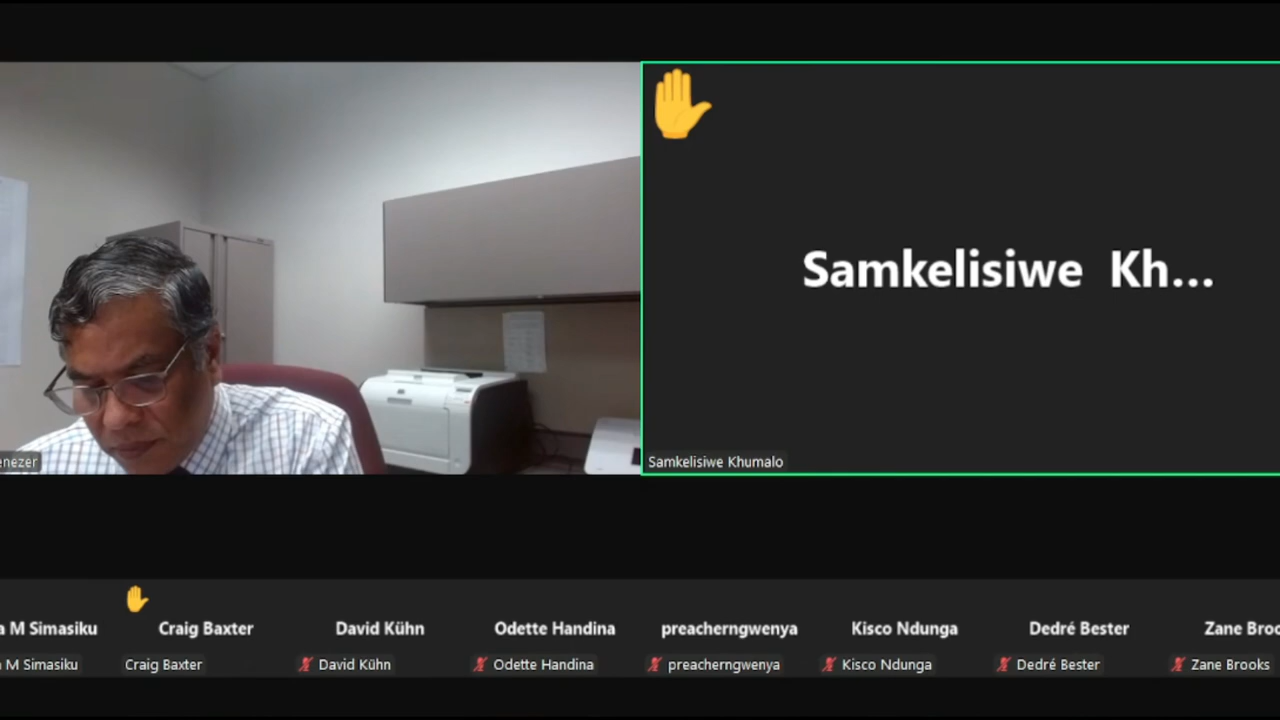 Samkelisiwe Kh...
enezer
Samkelisiwe Khumalo
a M Simasiku
Craig Baxter
David Kühn
Odette Handina
preacherngwenya
Kisco Ndunga
Dedré Bester
Zane Broo
M Simasiku
Craig Baxter
David Kühn
Odette Handina
preacherngwenya
Kisco Ndunga
Dedré Bester
Zane Brooks